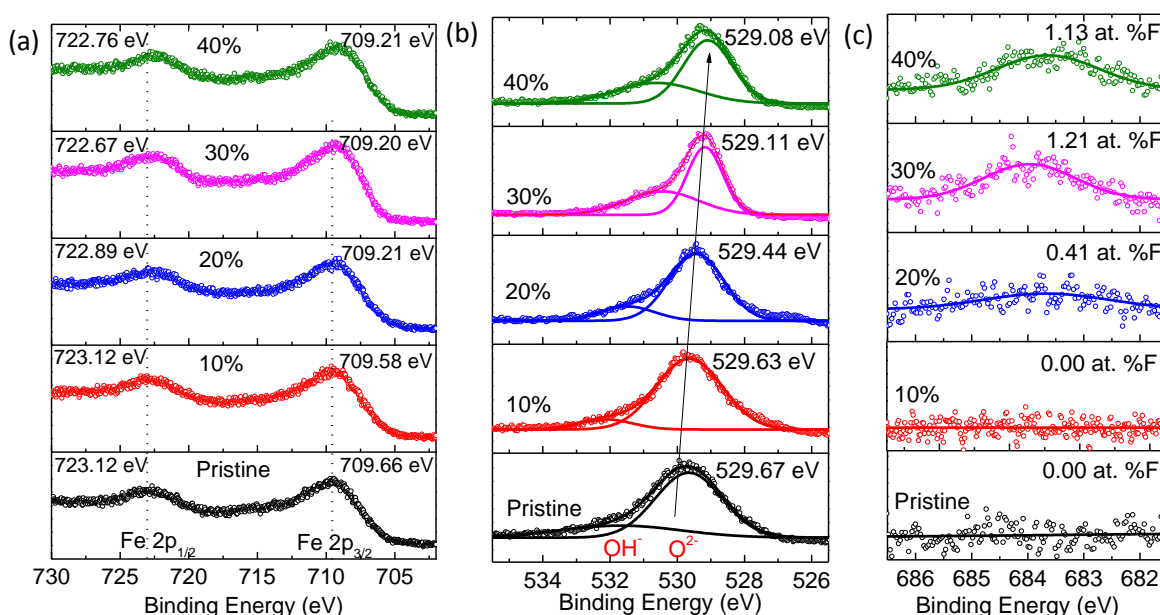 (a)
722.76 eV 40% 709.21 eV
722.67 eV 30% 709.20 eV
722.89 eV 20% 709.21 eV
723.12 eV 10% 709.58 eV
723.12 eV Pristine 709.66 eV
Fe 2p1/2 Fe 2p3/2
730 725 720 715 710 705
Binding Energy (eV)
(b)
529.08 eV
40%
529.11 eV
30%
529.44 eV
20%
529.63 eV
10%
529.67 eV
Pristine
OH- O2-
534 532 530 528 526
Binding Energy (eV)
(c)
1.13 at. %F
40%
1.21 at. %F
30%
0.41 at. %F
20%
0.00 at. %F
10%
0.00 at. %F
Pristine
686 685 684 683 682
Binding Energy (eV)